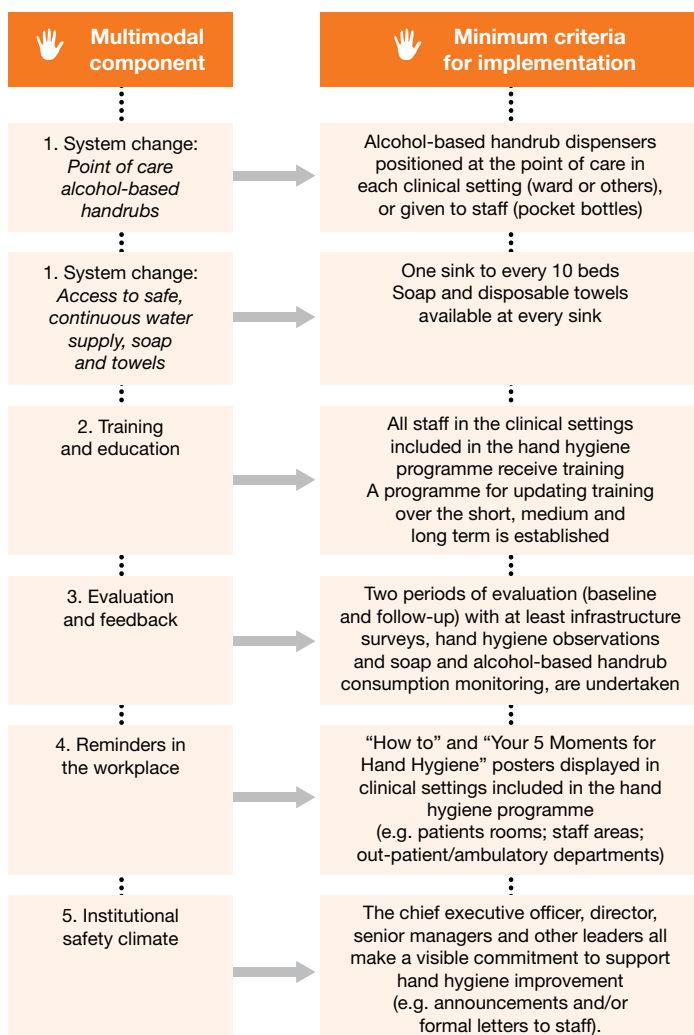 Multimodal
component
Minimum criteria
for implementation
1. System change:
Point of care
alcohol-based
handrubs
Alcohol-based handrub dispensers
positioned at the point of care in
each clinical setting (ward or others),
or given to staff (pocket bottles)
1. System change:
Access to safe,
continuous water
supply, soap
and towels
One sink to every 10 beds
Soap and disposable towels
available at every sink
2. Training
and education
All staff in the clinical settings
included in the hand hygiene
programme receive training
A programme for updating training
over the short, medium and
long term is established
3. Evaluation
and feedback
Two periods of evaluation (baseline
and follow-up) with at least infrastructure
surveys, hand hygiene observations
and soap and alcohol-based handrub
consumption monitoring, are undertaken
4. Reminders in
the workplace
“How to” and “Your 5 Moments for
Hand Hygiene” posters displayed in
clinical settings included in the hand
hygiene programme
(e.g. patients rooms; staff areas;
out-patient/ambulatory departments)
5. Institutional
safety climate
The chief executive officer, director,
senior managers and other leaders all
make a visible commitment to support
hand hygiene improvement
(e.g. announcements and/or
formal letters to staff).